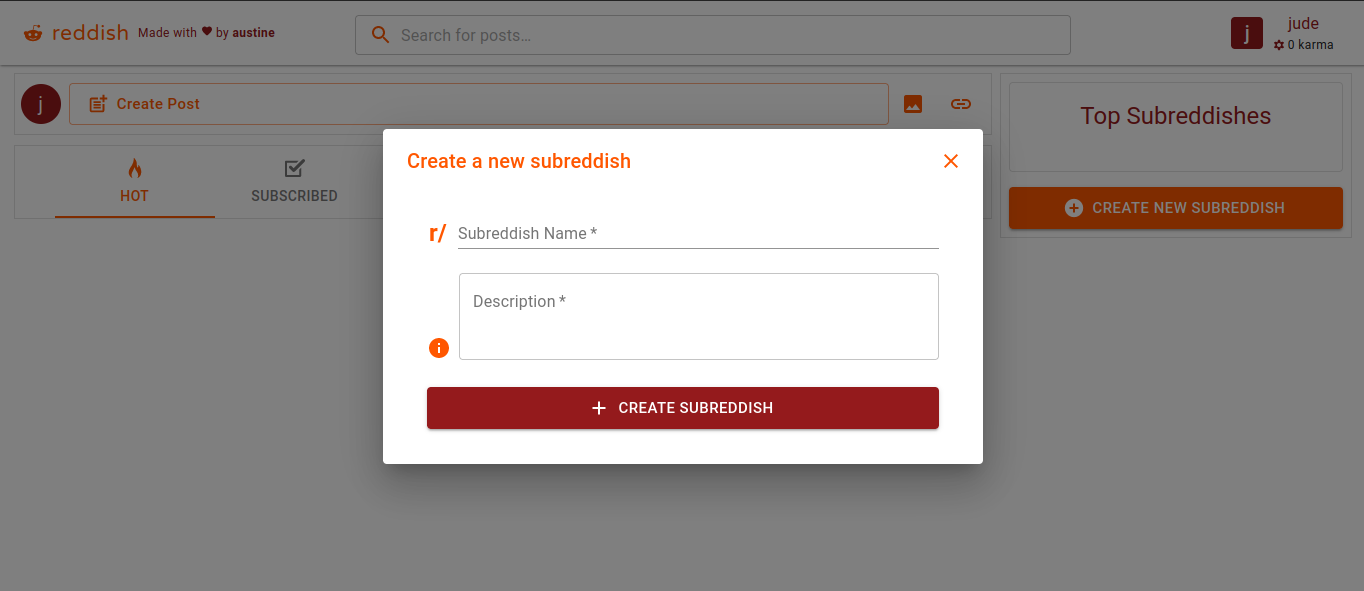 reddish Made with by austine
Search for posts...
j
jude
0 karma
j
Create Post
HOT
SUBSCRIBED
Top Subreddishes
CREATE NEW SUBREDDISH
Create a new subreddish
r/ Subreddish Name *
Description *
CREATE SUBREDDISH